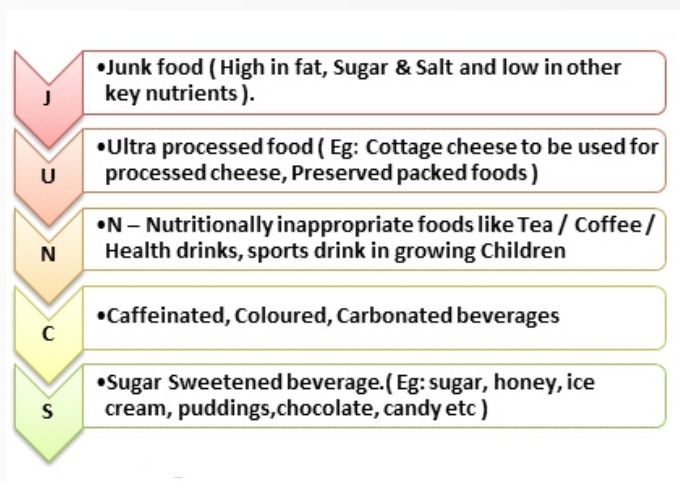 J
•Junk food ( High in fat, Sugar & Salt and low in other
key nutrients ).
U
•Ultra processed food ( Eg: Cottage cheese to be used for
processed cheese, Preserved packed foods )
N
•N – Nutritionally inappropriate foods like Tea / Coffee /
Health drinks, sports drink in growing Children
C
•Caffeinated, Coloured, Carbonated beverages
S
•Sugar Sweetened beverage.( Eg: sugar, honey, ice
cream, puddings,chocolate, candy etc )